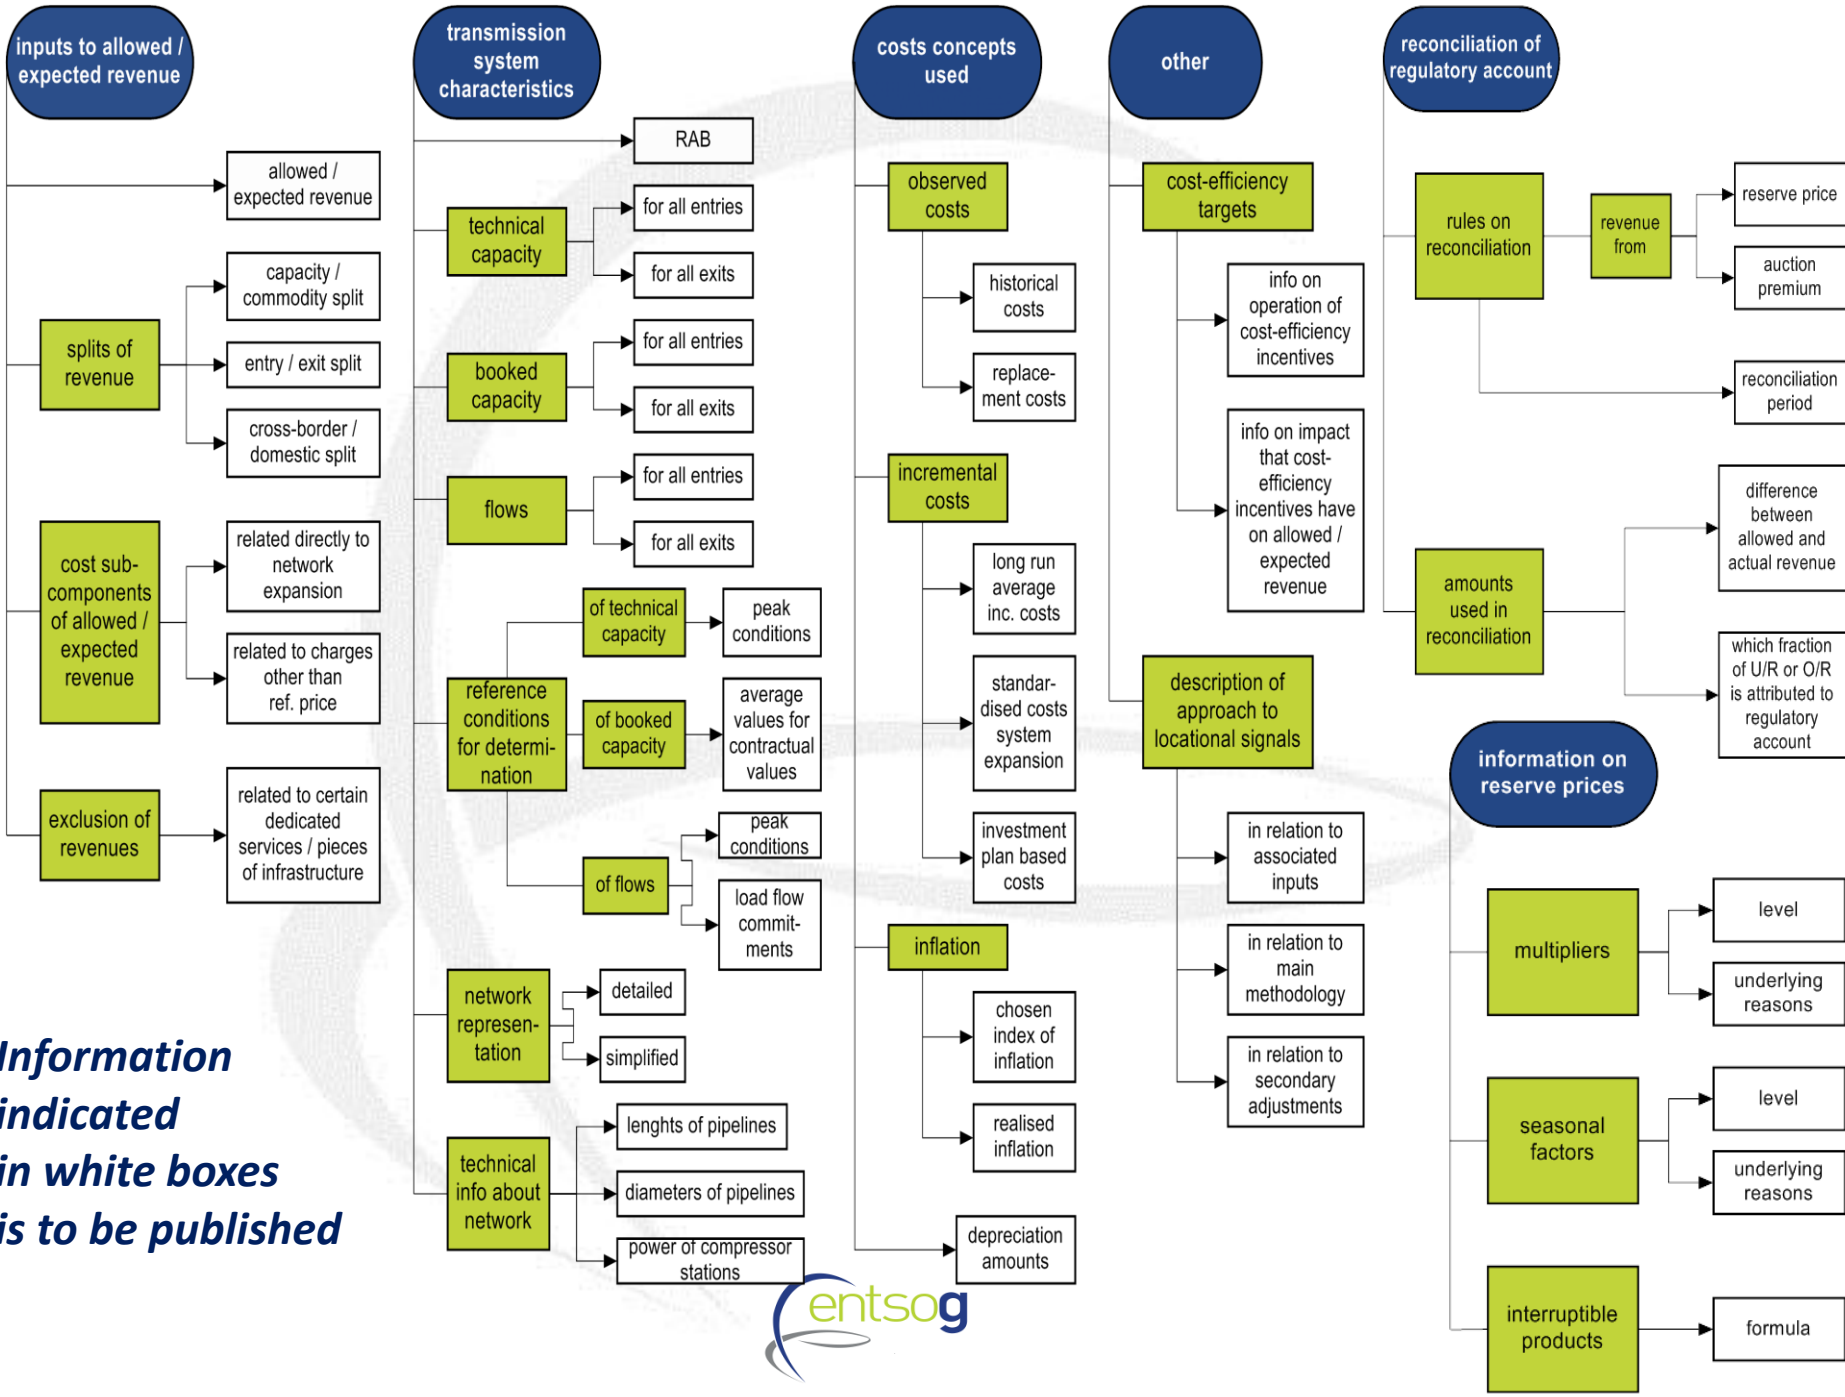 inputs to allowed /
expected revenue
allowed /
expected revenue
splits of
revenue
capacity /
commodity split
entry / exit split
cross-border /
domestic split
cost sub-
components
of allowed /
expected
revenue
related directly to
network
expansion
related to charges
other than
ref. price
exclusion of
revenues
related to certain
dedicated
services / pieces
of infrastructure
Information
indicated
in white boxes
is to be published
transmission
system
characteristics
RAB
technical
capacity
for all entries
for all exits
booked
capacity
for all entries
for all exits
flows
for all entries
for all exits
reference
conditions
for determi-
nation
of technical
capacity
peak
conditions
of booked
capacity
average
values for
contractual
values
of flows
peak
conditions
load flow
commit-
ments
network
represen-
tation
detailed
simplified
technical
info about
network
lenghts of pipelines
diameters of pipelines
power of compressor
stations
costs concepts
used
observed
costs
historical
costs
replace-
ment costs
incremental
costs
long run
average
inc. costs
standar-
dised costs
system
expansion
investment
plan based
costs
inflation
chosen
index of
inflation
realised
inflation
depreciation
amounts
other
cost-efficiency
targets
info on
operation of
cost-efficiency
incentives
info on impact
that cost-
efficiency
incentives have
on allowed /
expected
revenue
description of
approach to
locational signals
in relation to
associated
inputs
in relation to
main
methodology
in relation to
secondary
adjustments
reconciliation of
regulatory account
rules on
reconciliation
revenue
from
reserve price
auction
premium
reconciliation
period
amounts
used in
reconciliation
difference
between
allowed and
actual revenue
which fraction
of U/R or O/R
is attributed to
regulatory
account
information on
reserve prices
multipliers
level
underlying
reasons
seasonal
factors
level
underlying
reasons
interruptible
products
formula
entsog